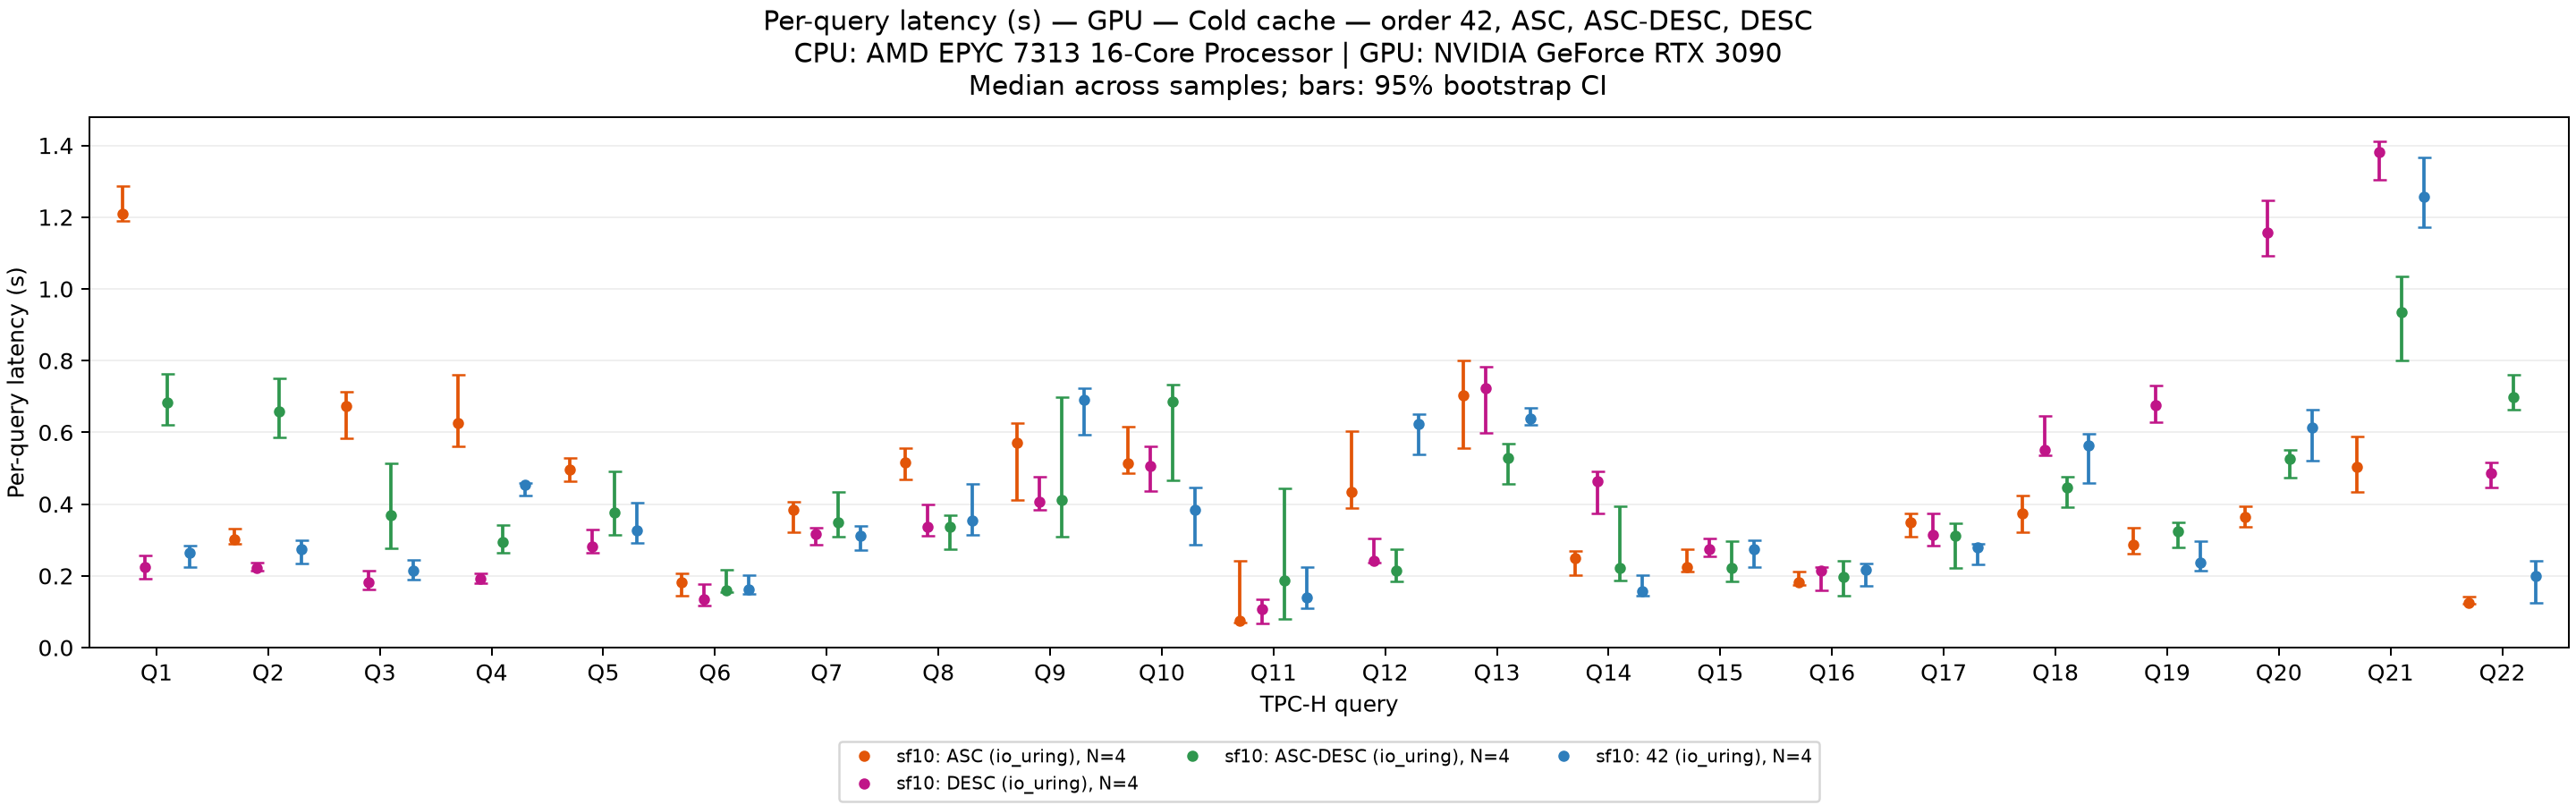 Per-query latency (s) — GPU — Cold cache — order 42, ASC, ASC-DESC, DESC
CPU: AMD EPYC 7313 16-Core Processor | GPU: NVIDIA GeForce RTX 3090
Median across samples; bars: 95% bootstrap CI
Per-query latency (s)
1.4
1.2
1.0
0.8
0.6
0.4
0.2
0.0
Q1 Q2 Q3 Q4 Q5 Q6 Q7 Q8 Q9 Q10 Q11 Q12 Q13 Q14 Q15 Q16 Q17 Q18 Q19 Q20 Q21 Q22
TPC-H query
sf10: ASC (io_uring), N=4 sf10: ASC-DESC (io_uring), N=4 sf10: 42 (io_uring), N=4
sf10: DESC (io_uring), N=4